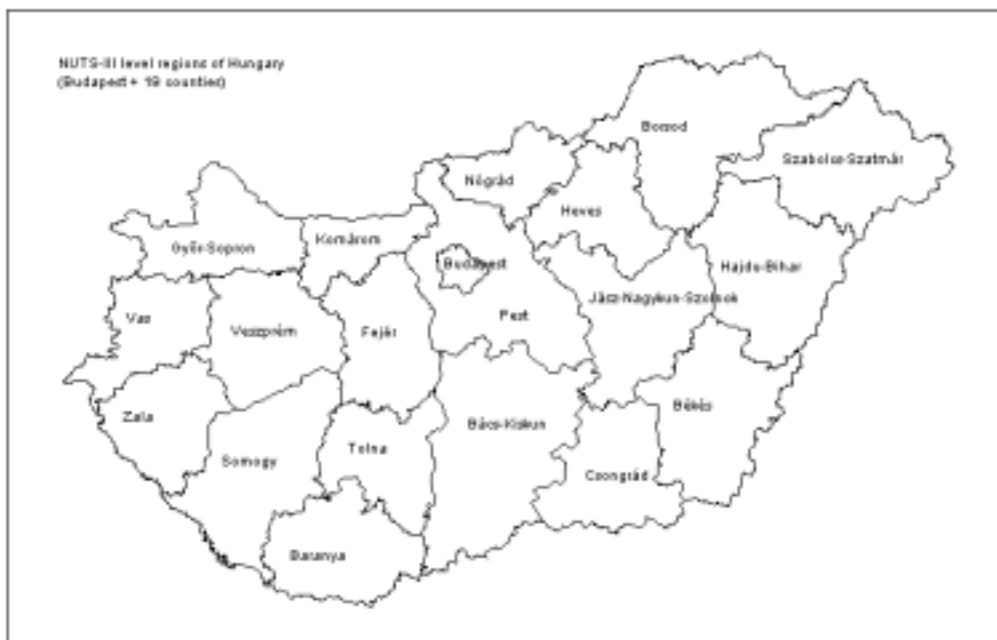 NUTS-III level regions of Hungary
(Budapest + 19 counties)
Borsod
Szabolcs-Szatmár
Nógrád
Heves
Győr-Sopron
Komárom
Budapest
Hajdu-Bihar
Jász-Nagykun-Szolnok
Pest
Vas
Veszprém
Fejér
Zala
Bács-Kiskun
Békés
Tolna
Somogy
Csongrád
Baranya